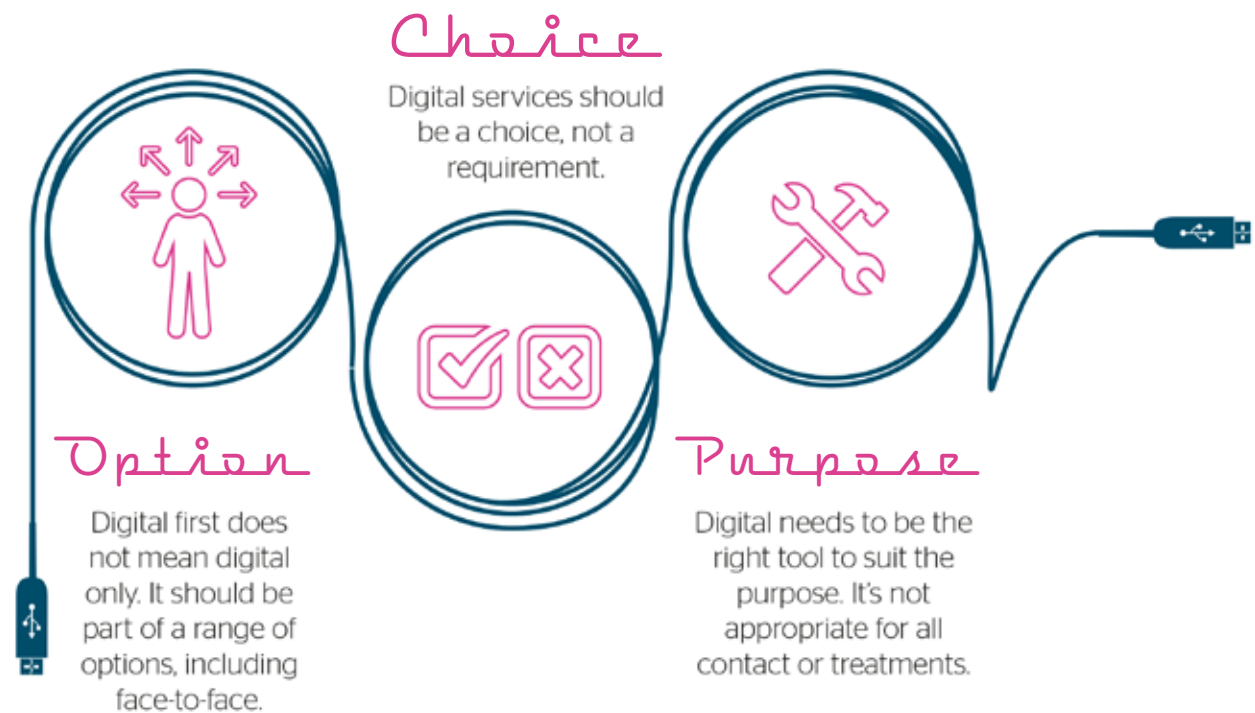 Choice
Digital services should
be a choice, not a
requirement.
Option
Digital first does
not mean digital
only. It should be
part of a range of
options, including
face-to-face.
Purpose
Digital needs to be the
right tool to suit the
purpose. It's not
appropriate for all
contact or treatments.